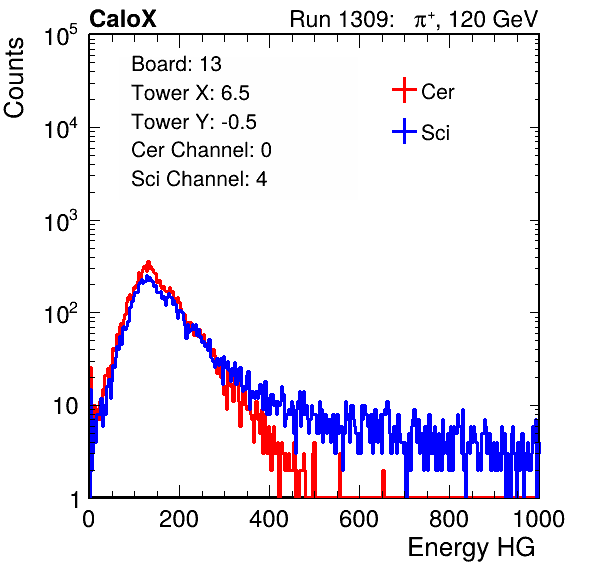 CaloX Run 1309: π⁺, 120 GeV
Counts
10⁵
10⁴
10³
10²
10
1
Board: 13
Tower X: 6.5
Tower Y: -0.5
Cer Channel: 0
Sci Channel: 4
Cer
Sci
0 200 400 600 800 1000
Energy HG